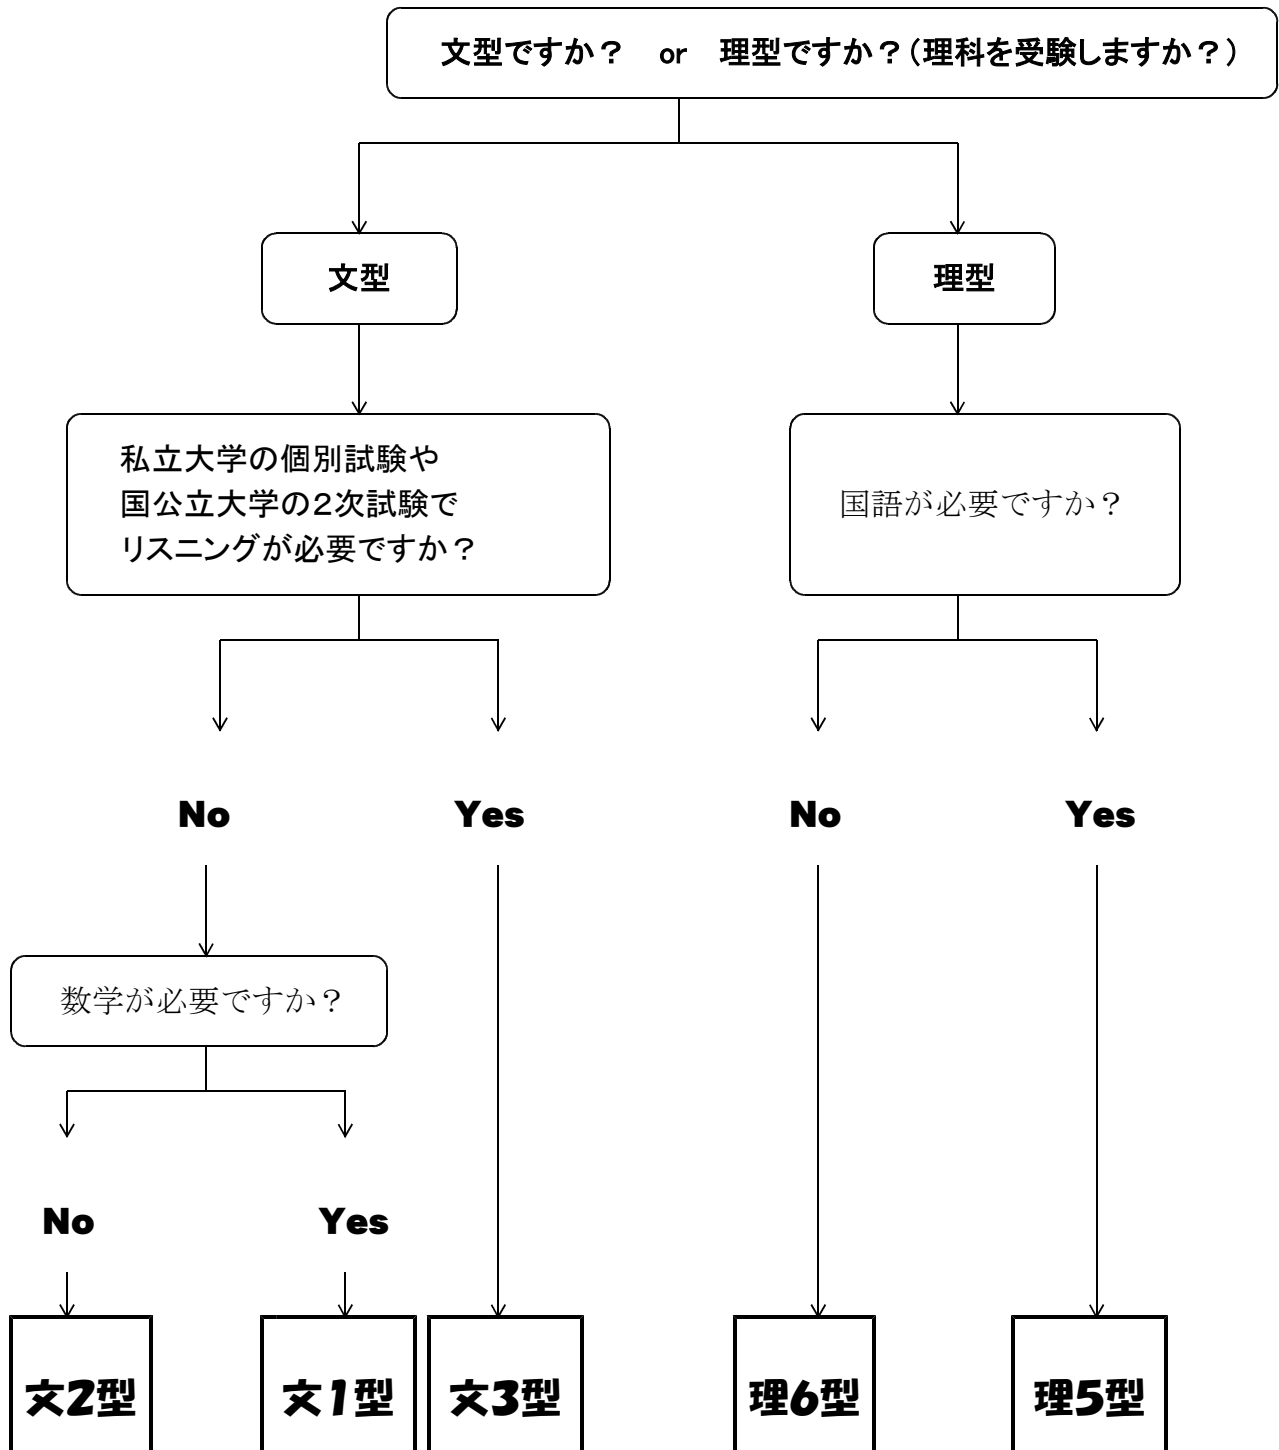 文型ですか？　or　理型ですか？（理科を受験しますか？）
文型
理型
私立大学の個別試験や
国公立大学の２次試験で
リスニングが必要ですか？
国語が必要ですか？
No
Yes
No
Yes
数学が必要ですか？
No
Yes
文2型
文1型
文3型
理6型
理5型